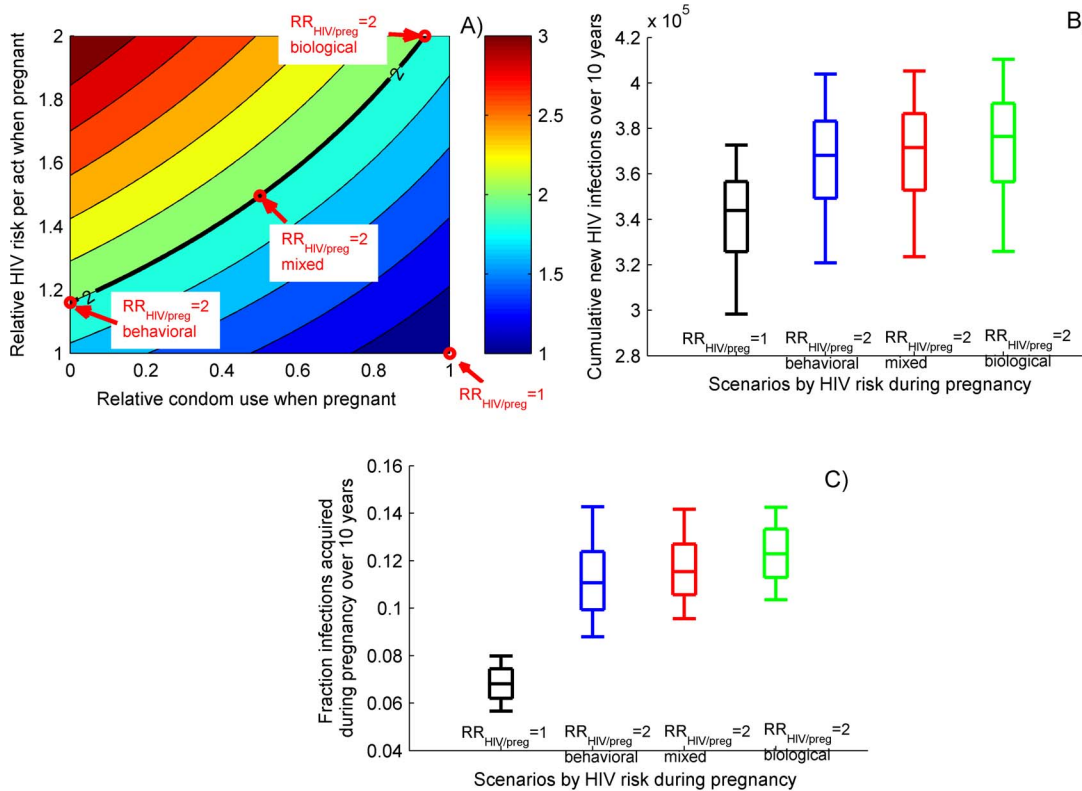 A)
RR_HIV/preg=2
biological
3
2.5
2
1.5
1
2
1.8
1.6
1.4
1.2
1
Relative HIV risk per act when pregnant
2
2
RR_HIV/preg=2
mixed
RR_HIV/preg=2
behavioral
0 0.2 0.4 0.6 0.8 1
Relative condom use when pregnant
RR_HIV/preg=1
B
x 10^5
4.2
4
3.8
3.6
3.4
3.2
3
2.8
Cumulative new HIV infections over 10 years
RR_HIV/preg=1 RR_HIV/preg=2 RR_HIV/preg=2 RR_HIV/preg=2
behavioral mixed biological
Scenarios by HIV risk during pregnancy
C)
0.16
0.14
0.12
0.1
0.08
0.06
0.04
Fraction infections acquired
during pregnancy over 10 years
RR_HIV/preg=1 RR_HIV/preg=2 RR_HIV/preg=2 RR_HIV/preg=2
behavioral mixed biological
Scenarios by HIV risk during pregnancy